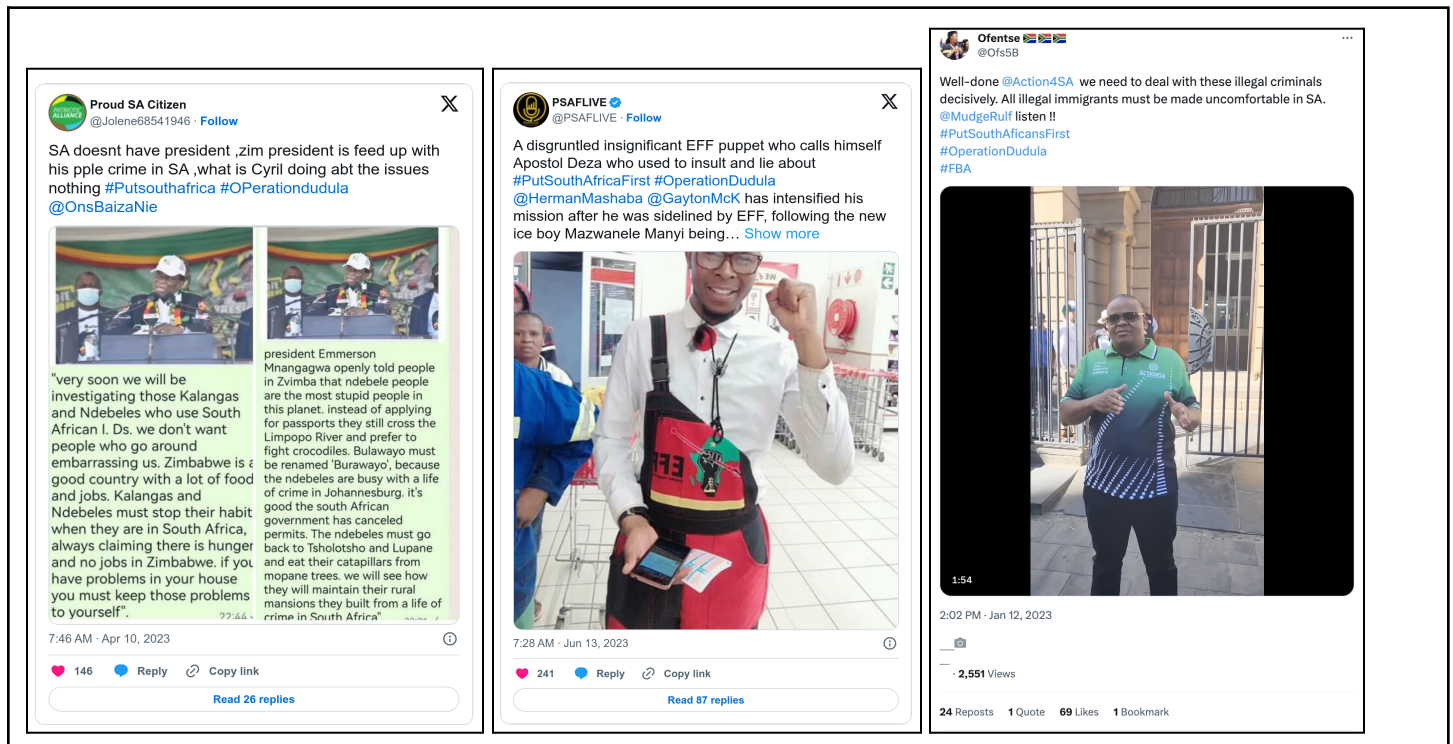 Proud SA Citizen
@Jolene68541946 · Follow
SA doesnt have president ,zim president is feed up with
his pple crime in SA ,what is Cyril doing abt the issues
nothing #Putsouthafrica #OPerationdudula
@OnsBaizaNie
"very soon we will be
investigating those Kalangas
and Ndebeles who use South
African I. Ds. we don't want
people who go around
embarrassing us. Zimbabwe is a
good country with a lot of food
and jobs. Kalangas and
Ndebeles must stop their habit
when they are in South Africa,
always claiming there is hunger
and no jobs in Zimbabwe. if you
have problems in your house
you must keep those problems
to yourself".
22:44
president Emmerson
Mnangagwa openly told people
in Zvimba that ndebele people
are the most stupid people in
this planet. instead of applying
for passports they still cross the
Limpopo River and prefer to
fight crocodiles. Bulawayo must
be renamed 'Burawayo', because
the ndebeles are busy with a life
of crime in Johannesburg. it's
good the south African
government has canceled
permits. The ndebeles must go
back to Tsholotsho and Lupane
and eat their catapillars from
mopane trees. we will see how
they will maintain their rural
mansions they built from a life of
crime in South Africa"
7:46 AM · Apr 10, 2023
146 Reply Copy link
Read 26 replies
PSAFLIVE
@PSAFLIVE · Follow
A disgruntled insignificant EFF puppet who calls himself
Apostol Deza who used to insult and lie about
#PutSouthAfricaFirst #OperationDudula
@HermanMashaba @GaytonMcK has intensified his
mission after he was sidelined by EFF, following the new
ice boy Mazwanele Manyi being… Show more
EFF
7:28 AM · Jun 13, 2023
241 Reply Copy link
Read 87 replies
Ofentse
@Ofs5B
Well-done @Action4SA we need to deal with these illegal criminals
decisively. All illegal immigrants must be made uncomfortable in SA.
@MudgeRulf listen !!
#PutSouthAficansFirst
#OperationDudula
#FBA
ACTIONSA
1:54
2:02 PM · Jan 12, 2023
· 2,551 Views
24 Reposts 1 Quote 69 Likes 1 Bookmark